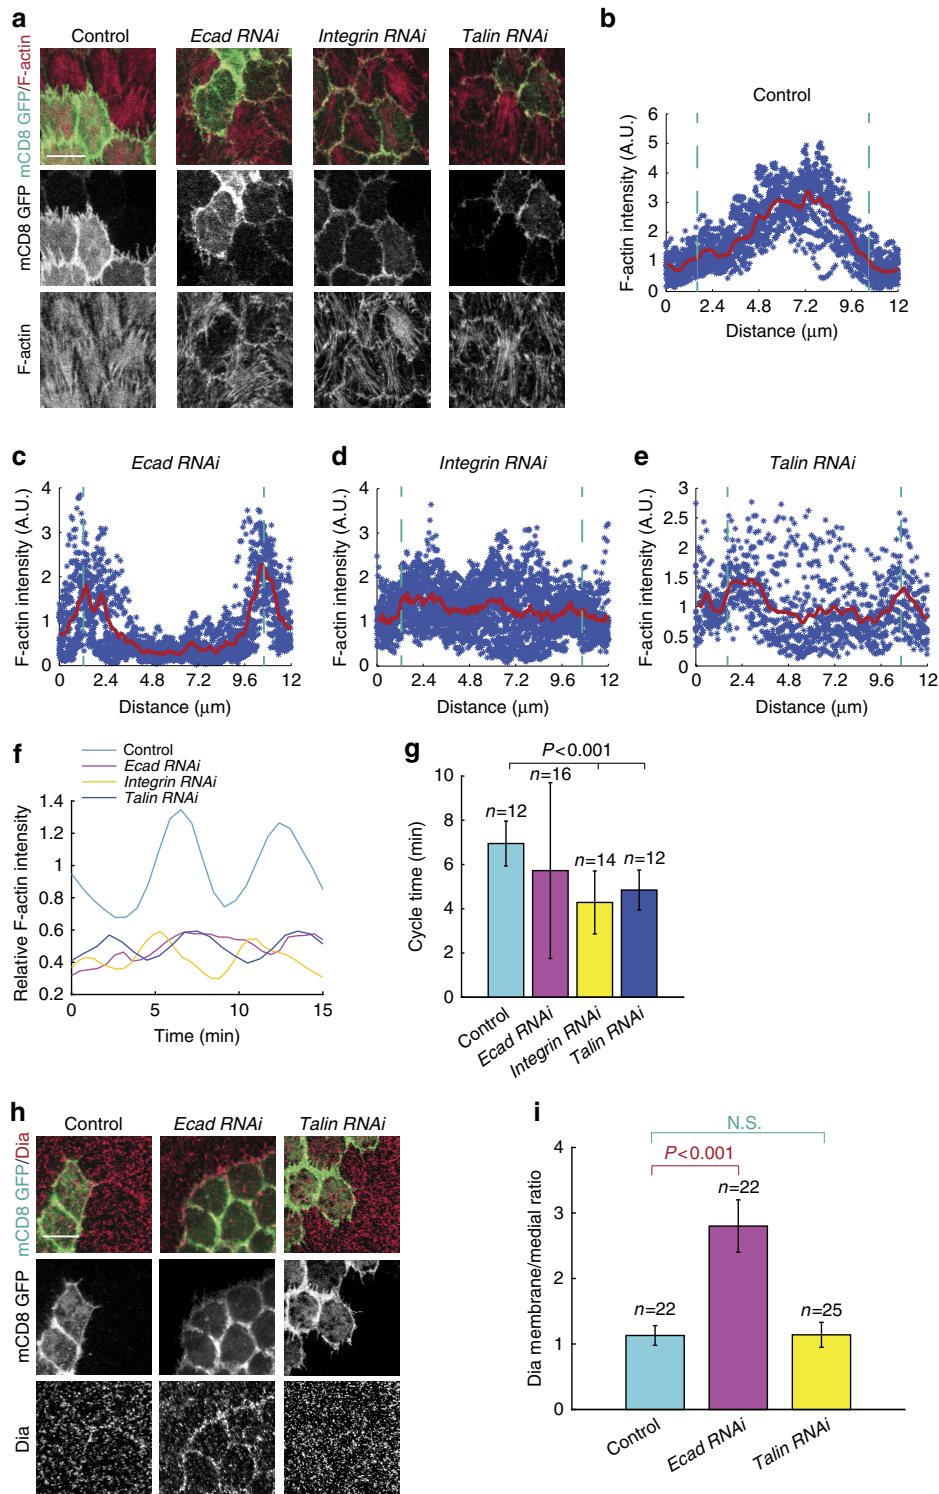 a
Control
Ecad RNAi
Integrin RNAi
Talin RNAi
mCD8 GFP/F-actin
mCD8 GFP
F-actin
b
Control
F-actin intensity (A.U.)
6
5
4
3
2
1
0
0 2.4 4.8 7.2 9.6 12
Distance (μm)
c
Ecad RNAi
F-actin intensity (A.U.)
4
3
2
1
0
0 2.4 4.8 7.2 9.6 12
Distance (μm)
d
Integrin RNAi
F-actin intensity (A.U.)
4
3
2
1
0
0 2.4 4.8 7.2 9.6 12
Distance (μm)
e
Talin RNAi
F-actin intensity (A.U.)
3
2.5
2
1.5
1
0.5
0
0 2.4 4.8 7.2 9.6 12
Distance (μm)
f
Control
Ecad RNAi
Integrin RNAi
Talin RNAi
Relative F-actin intensity
1.4
1.2
1
0.8
0.6
0.4
0.2
0 5 10 15
Time (min)
g
P<0.001
n=16
n=12
n=14
n=12
Cycle time (min)
10
8
6
4
2
0
Control
Ecad RNAi
Integrin RNAi
Talin RNAi
h
Control
Ecad RNAi
Talin RNAi
mCD8 GFP/Dia
mCD8 GFP
Dia
i
N.S.
P<0.001
n=22
n=22
n=25
Dia membrane/medial ratio
4
3
2
1
0
Control
Ecad RNAi
Talin RNAi